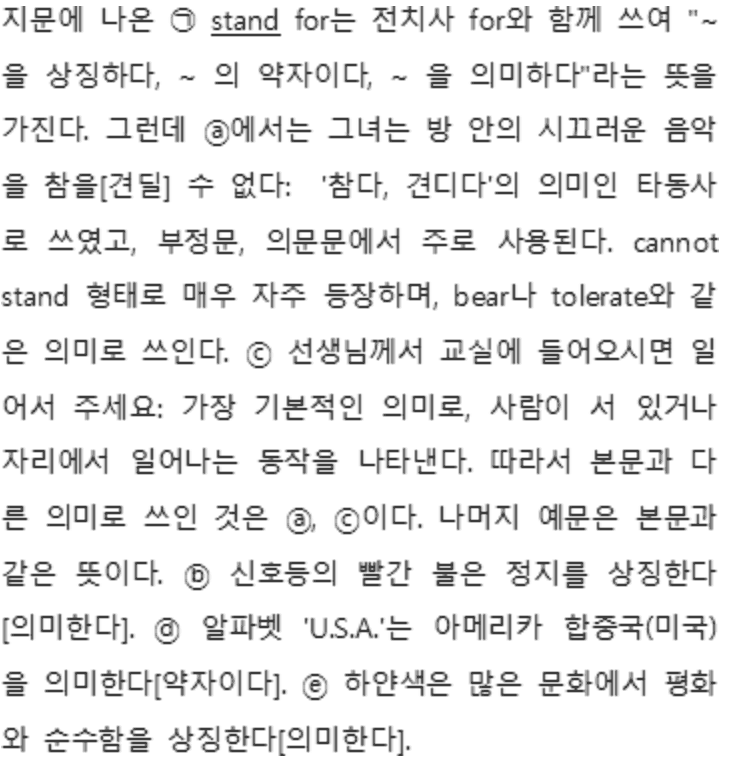 지문에 나온 ㉠ stand for는 전치사 for와 함께 쓰여 "~
을 상징하다, ~ 의 약자이다, ~ 을 의미하다"라는 뜻을
가진다. 그런데 ⓐ에서는 그녀는 방 안의 시끄러운 음악
을 참을[견딜] 수 없다: '참다, 견디다'의 의미인 타동사
로 쓰였고, 부정문, 의문문에서 주로 사용된다. cannot
stand 형태로 매우 자주 등장하며, bear나 tolerate와 같
은 의미로 쓰인다. ⓒ 선생님께서 교실에 들어오시면 일
어서 주세요: 가장 기본적인 의미로, 사람이 서 있거나
자리에서 일어나는 동작을 나타낸다. 따라서 본문과 다
른 의미로 쓰인 것은 ⓐ, ⓒ이다. 나머지 예문은 본문과
같은 뜻이다. ⓑ 신호등의 빨간 불은 정지를 상징한다
[의미한다]. ⓓ 알파벳 'U.S.A.'는 아메리카 합중국(미국)
을 의미한다[약자이다]. ⓔ 하얀색은 많은 문화에서 평화
와 순수함을 상징한다[의미한다].